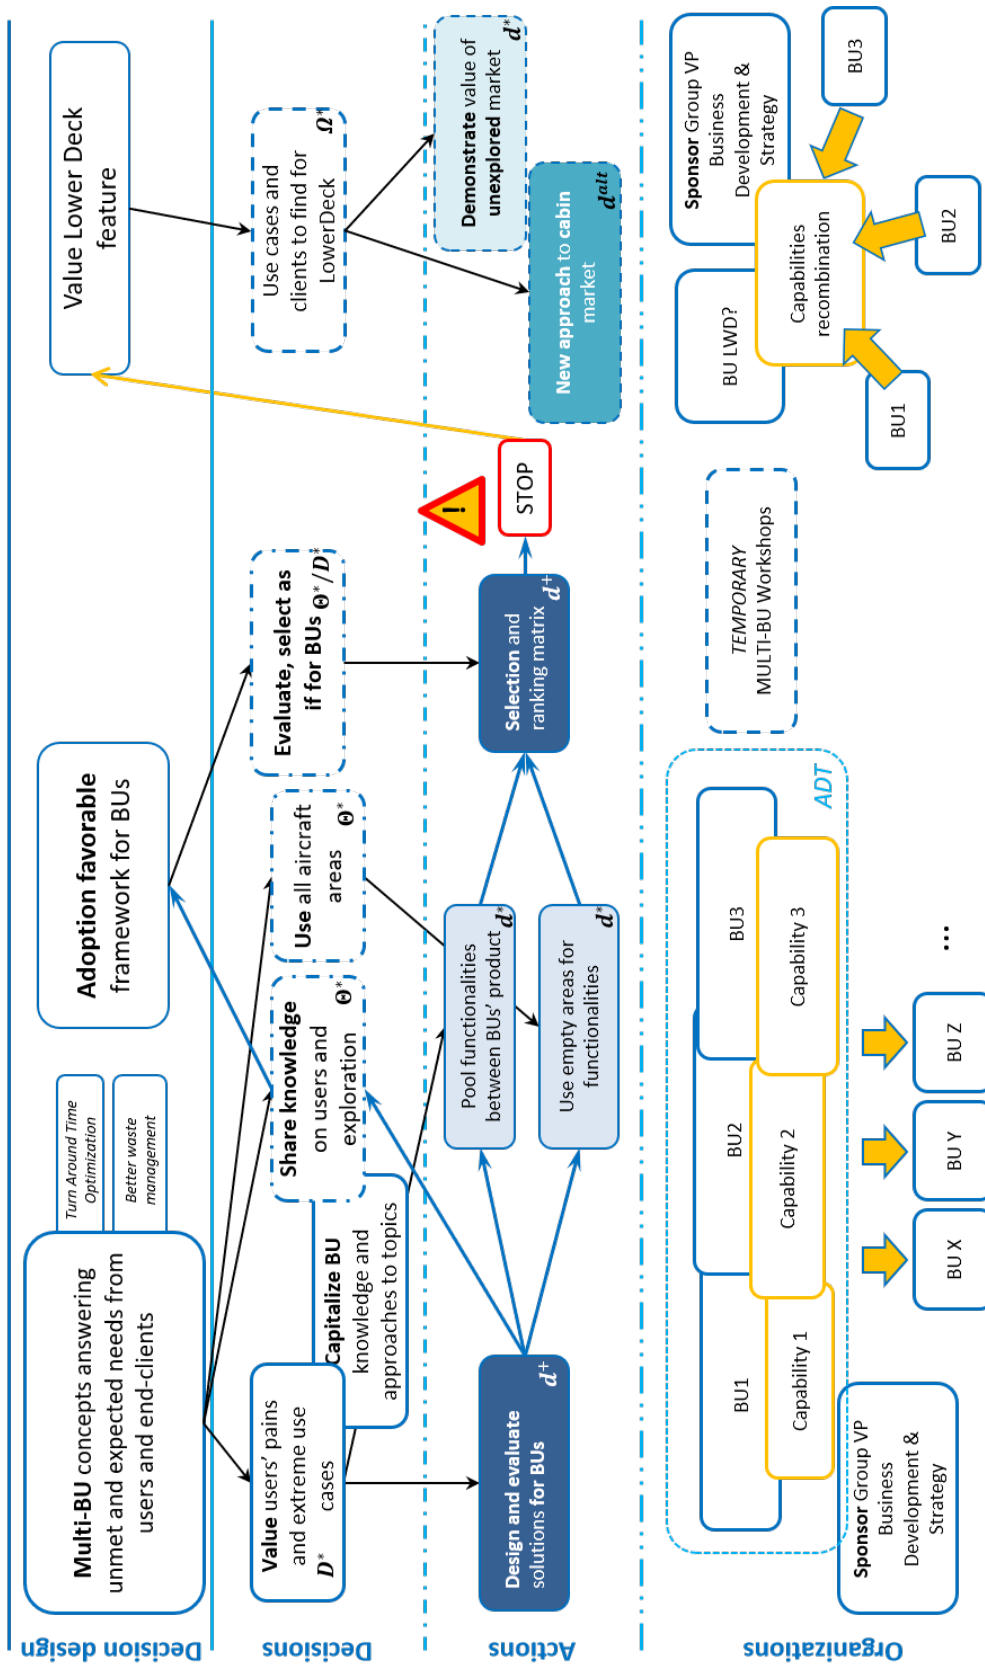 Decision design
Multi-BU concepts answering
unmet and expected needs from
users and end-clients
Turn Around Time
Optimization
Better waste
management
Adoption favorable
framework for BUs
Value Lower Deck
feature
Decisions
Value users' pains
and extreme use
cases
D*
Capitalize BU
knowledge and
approaches to topics
Share knowledge
on users and
exploration
Θ*
Use all aircraft
areas
Θ*
Evaluate, select as
if for BUs Θ*/D*
Use cases and
clients to find for
LowerDeck
Ω*
Actions
Design and evaluate
solutions for BUs
d+
Pool functionalities
between BUs' product
d*
Use empty areas for
functionalities
d*
Selection and
ranking matrix
d+
!
STOP
Demonstrate value of
unexplored market
d*
New approach to cabin
market
dalt
Organizations
Sponsor Group VP
Business
Development &
Strategy
BU1
BU2
BU3
Capability 1
Capability 2
Capability 3
ADT
BU X
BU Y
BU Z
...
TEMPORARY
MULTI-BU Workshops
BU LWD?
Sponsor Group VP
Business
Development &
Strategy
Capabilities
recombination
BU1
BU2
BU3